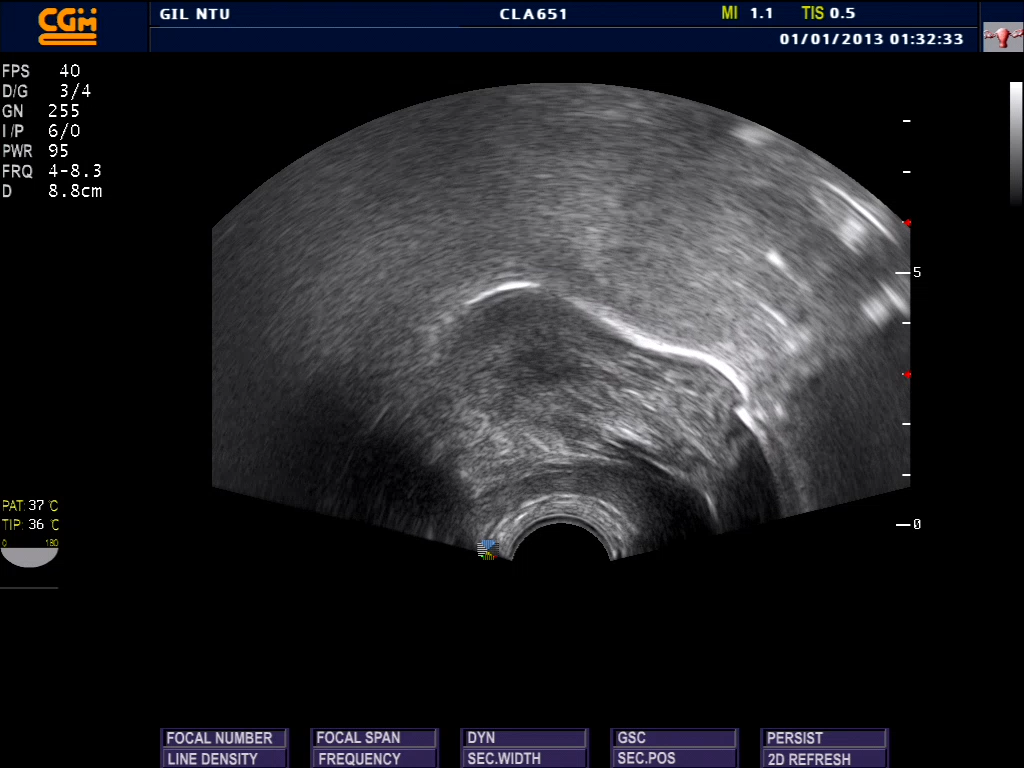 CGM
GIL NTU CLA651 MI 1.1 TIS 0.5
01/01/2013 01:32:33
FPS 40
D/G 3/4
GN 255
I/P 6/0
PWR 95
FRQ 4-8.3
D 8.8cm
5
PAT: 37 °C
TIP: 36 °C
0 180
0
FOCAL NUMBER FOCAL SPAN DYN GSC PERSIST
LINE DENSITY FREQUENCY SEC.WIDTH SEC.POS 2D REFRESH